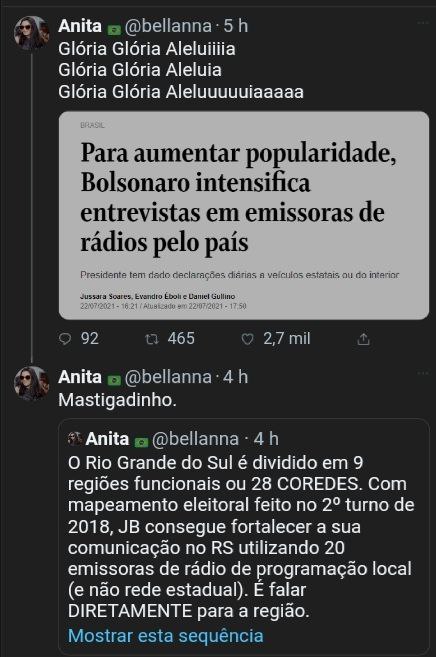 Anita @bellanna · 5 h
Glória Glória Aleluiiiia
Glória Glória Aleluia
Glória Glória Aleluuuuuiaaaaa
BRASIL
Para aumentar popularidade,
Bolsonaro intensifica
entrevistas em emissoras de
rádios pelo país
Presidente tem dado declarações diárias a veículos estatais ou do interior
Jussara Soares, Evandro Éboli e Daniel Gullino
22/07/2021 - 16:21 / Atualizado em 22/07/2021 - 17:50
92 465 2,7 mil
Anita @bellanna · 4 h
Mastigadinho.
Anita @bellanna · 4 h
O Rio Grande do Sul é dividido em 9
regiões funcionais ou 28 COREDES. Com
mapeamento eleitoral feito no 2º turno de
2018, JB consegue fortalecer a sua
comunicação no RS utilizando 20
emissoras de rádio de programação local
(e não rede estadual). É falar
DIRETAMENTE para a região.
Mostrar esta sequência